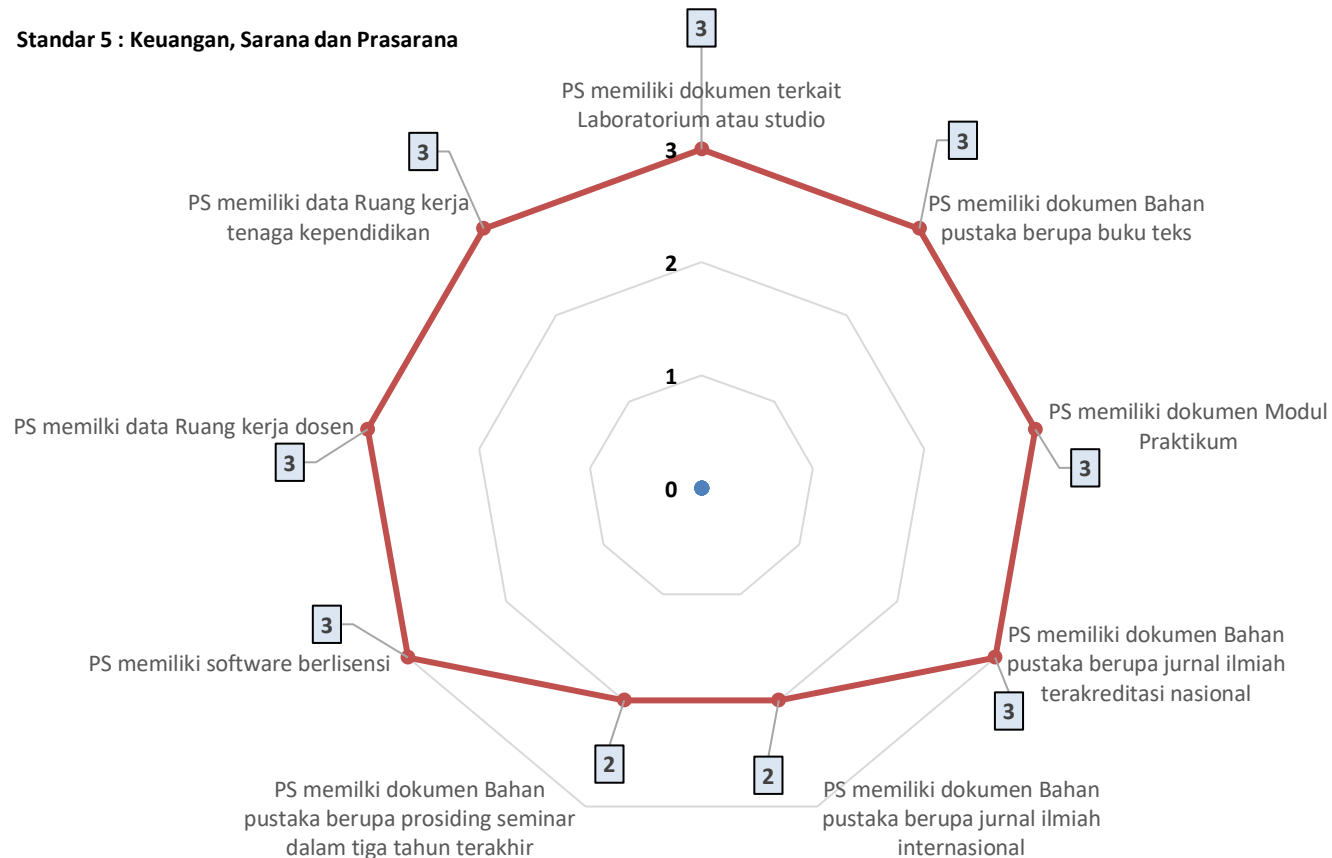 Standar 5 : Keuangan, Sarana dan Prasarana
3
PS memiliki dokumen terkait
Laboratorium atau studio
3
3
3
PS memiliki data Ruang kerja
tenaga kependidikan
PS memiliki dokumen Bahan
pustaka berupa buku teks
3
2
1
0
PS memilki data Ruang kerja dosen
3
PS memiliki dokumen Modul
Praktikum
3
3
PS memiliki software berlisensi
PS memiliki dokumen Bahan
pustaka berupa jurnal ilmiah
terakreditasi nasional
3
2
2
PS memilki dokumen Bahan
pustaka berupa prosiding seminar
dalam tiga tahun terakhir
PS memiliki dokumen Bahan
pustaka berupa jurnal ilmiah
internasional